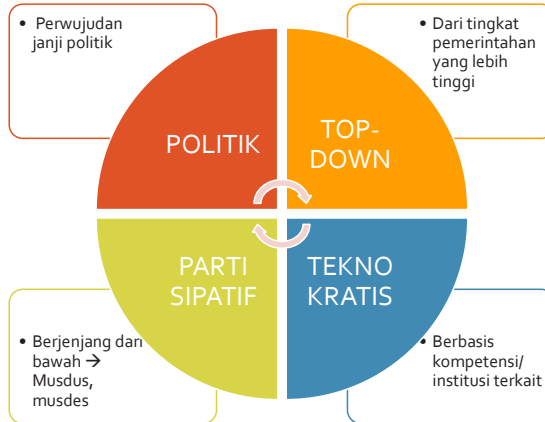 • Perwujudan
janji politik
• Dari tingkat
pemerintahan
yang lebih
tinggi
POLITIK
TOP-
DOWN
PARTI
SIPATIF
TEKNO
KRATIS
• Berjenjang dari
bawah →
Musdus,
musdes
• Berbasis
kompetensi/
institusi terkait